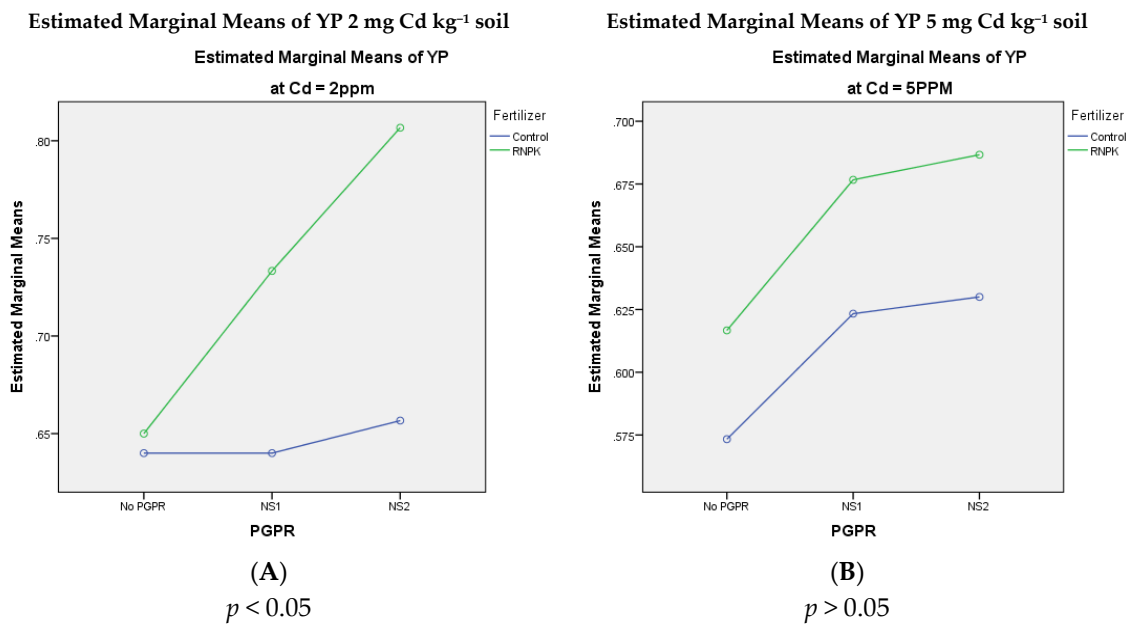 Estimated Marginal Means of YP 2 mg Cd kg⁻¹ soil
Estimated Marginal Means of YP
at Cd = 2ppm
Fertilizer
Control
RNPK
Estimated Marginal Means
.80
.75
.70
.65
No PGPR
NS1
NS2
PGPR
(A)
p < 0.05
Estimated Marginal Means of YP 5 mg Cd kg⁻¹ soil
Estimated Marginal Means of YP
at Cd = 5PPM
Fertilizer
Control
RNPK
Estimated Marginal Means
.700
.675
.650
.625
.600
.575
No PGPR
NS1
NS2
PGPR
(B)
p > 0.05